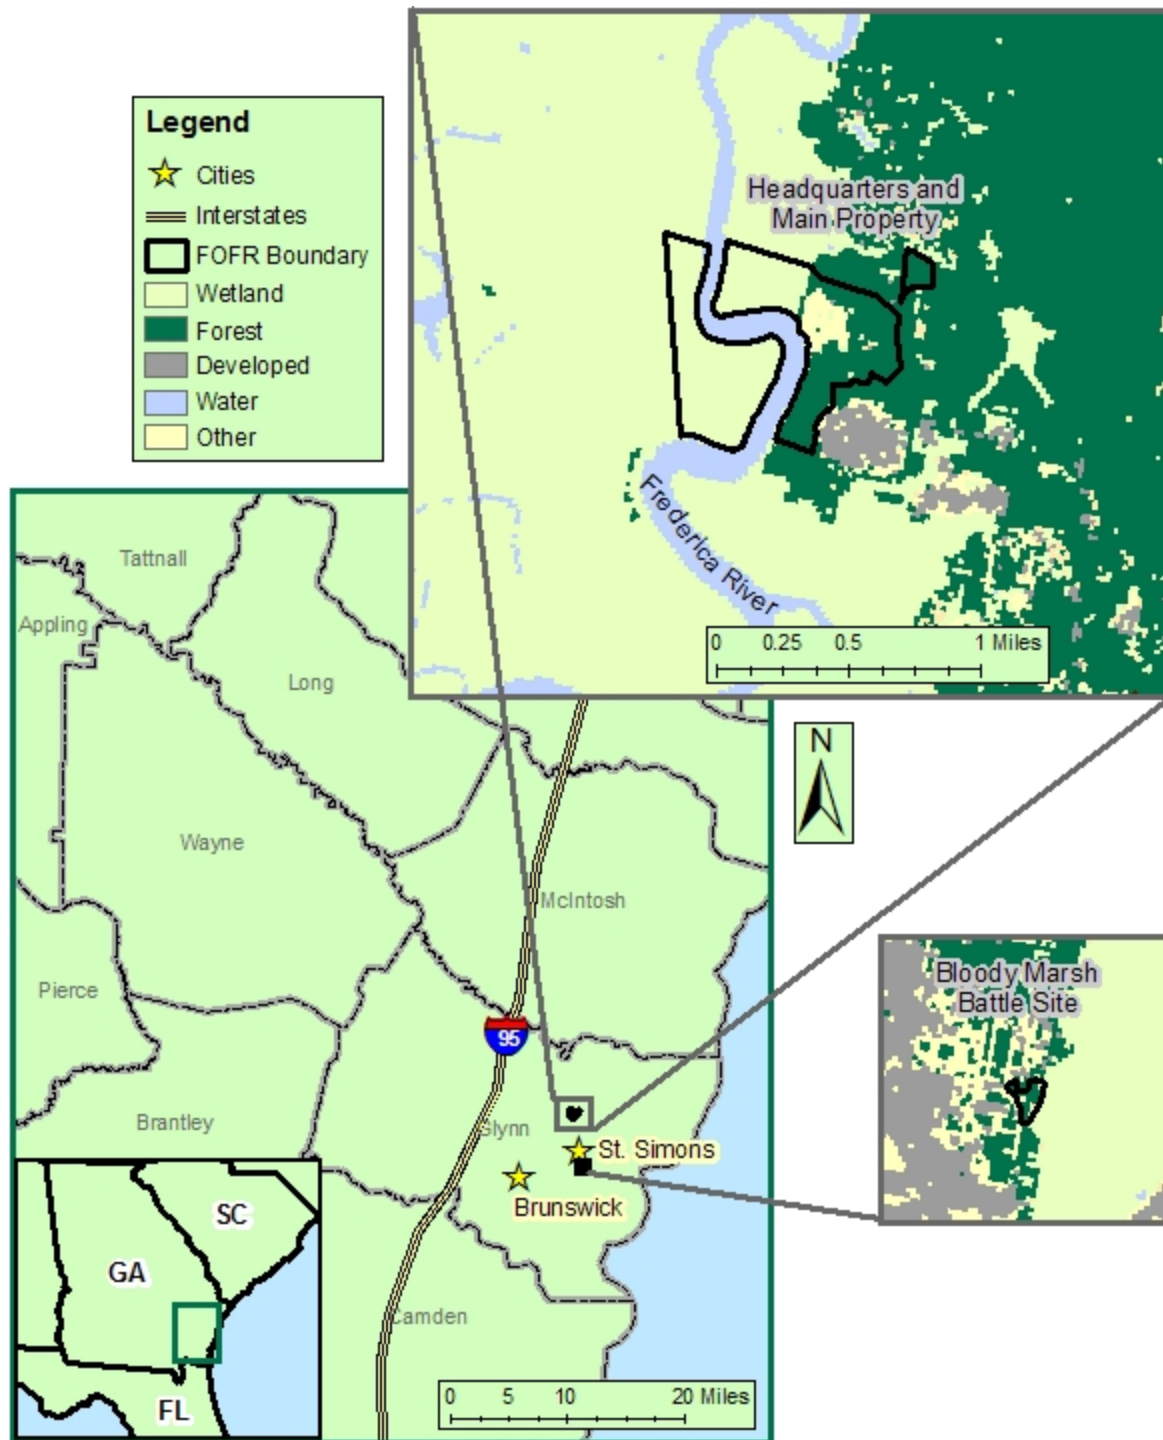 Legend
Cities
Interstates
FOFR Boundary
Wetland
Forest
Developed
Water
Other
Headquarters and
Main Property
Frederica River
0 0.25 0.5 1 Miles
Tattnall
Appling
Long
Wayne
McIntosh
Pierce
95
Brantley
Glynn
St. Simons
Brunswick
Camden
0 5 10 20 Miles
N
Bloody Marsh
Battle Site
SC
GA
FL